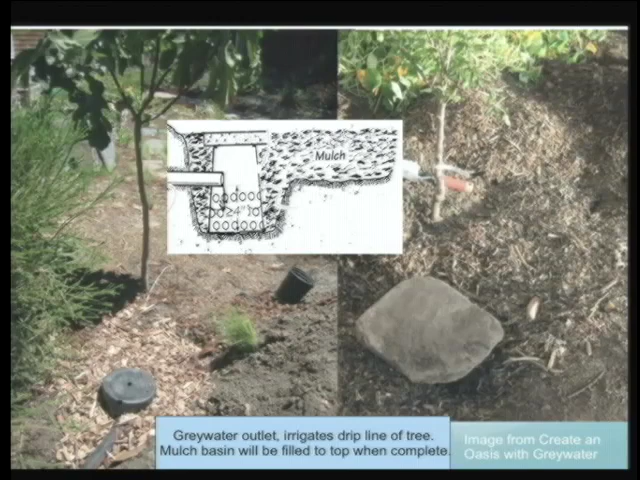 Mulch
≥4"
Greywater outlet, irrigates drip line of tree.
Mulch basin will be filled to top when complete.
Image from Create an
Oasis with Greywater